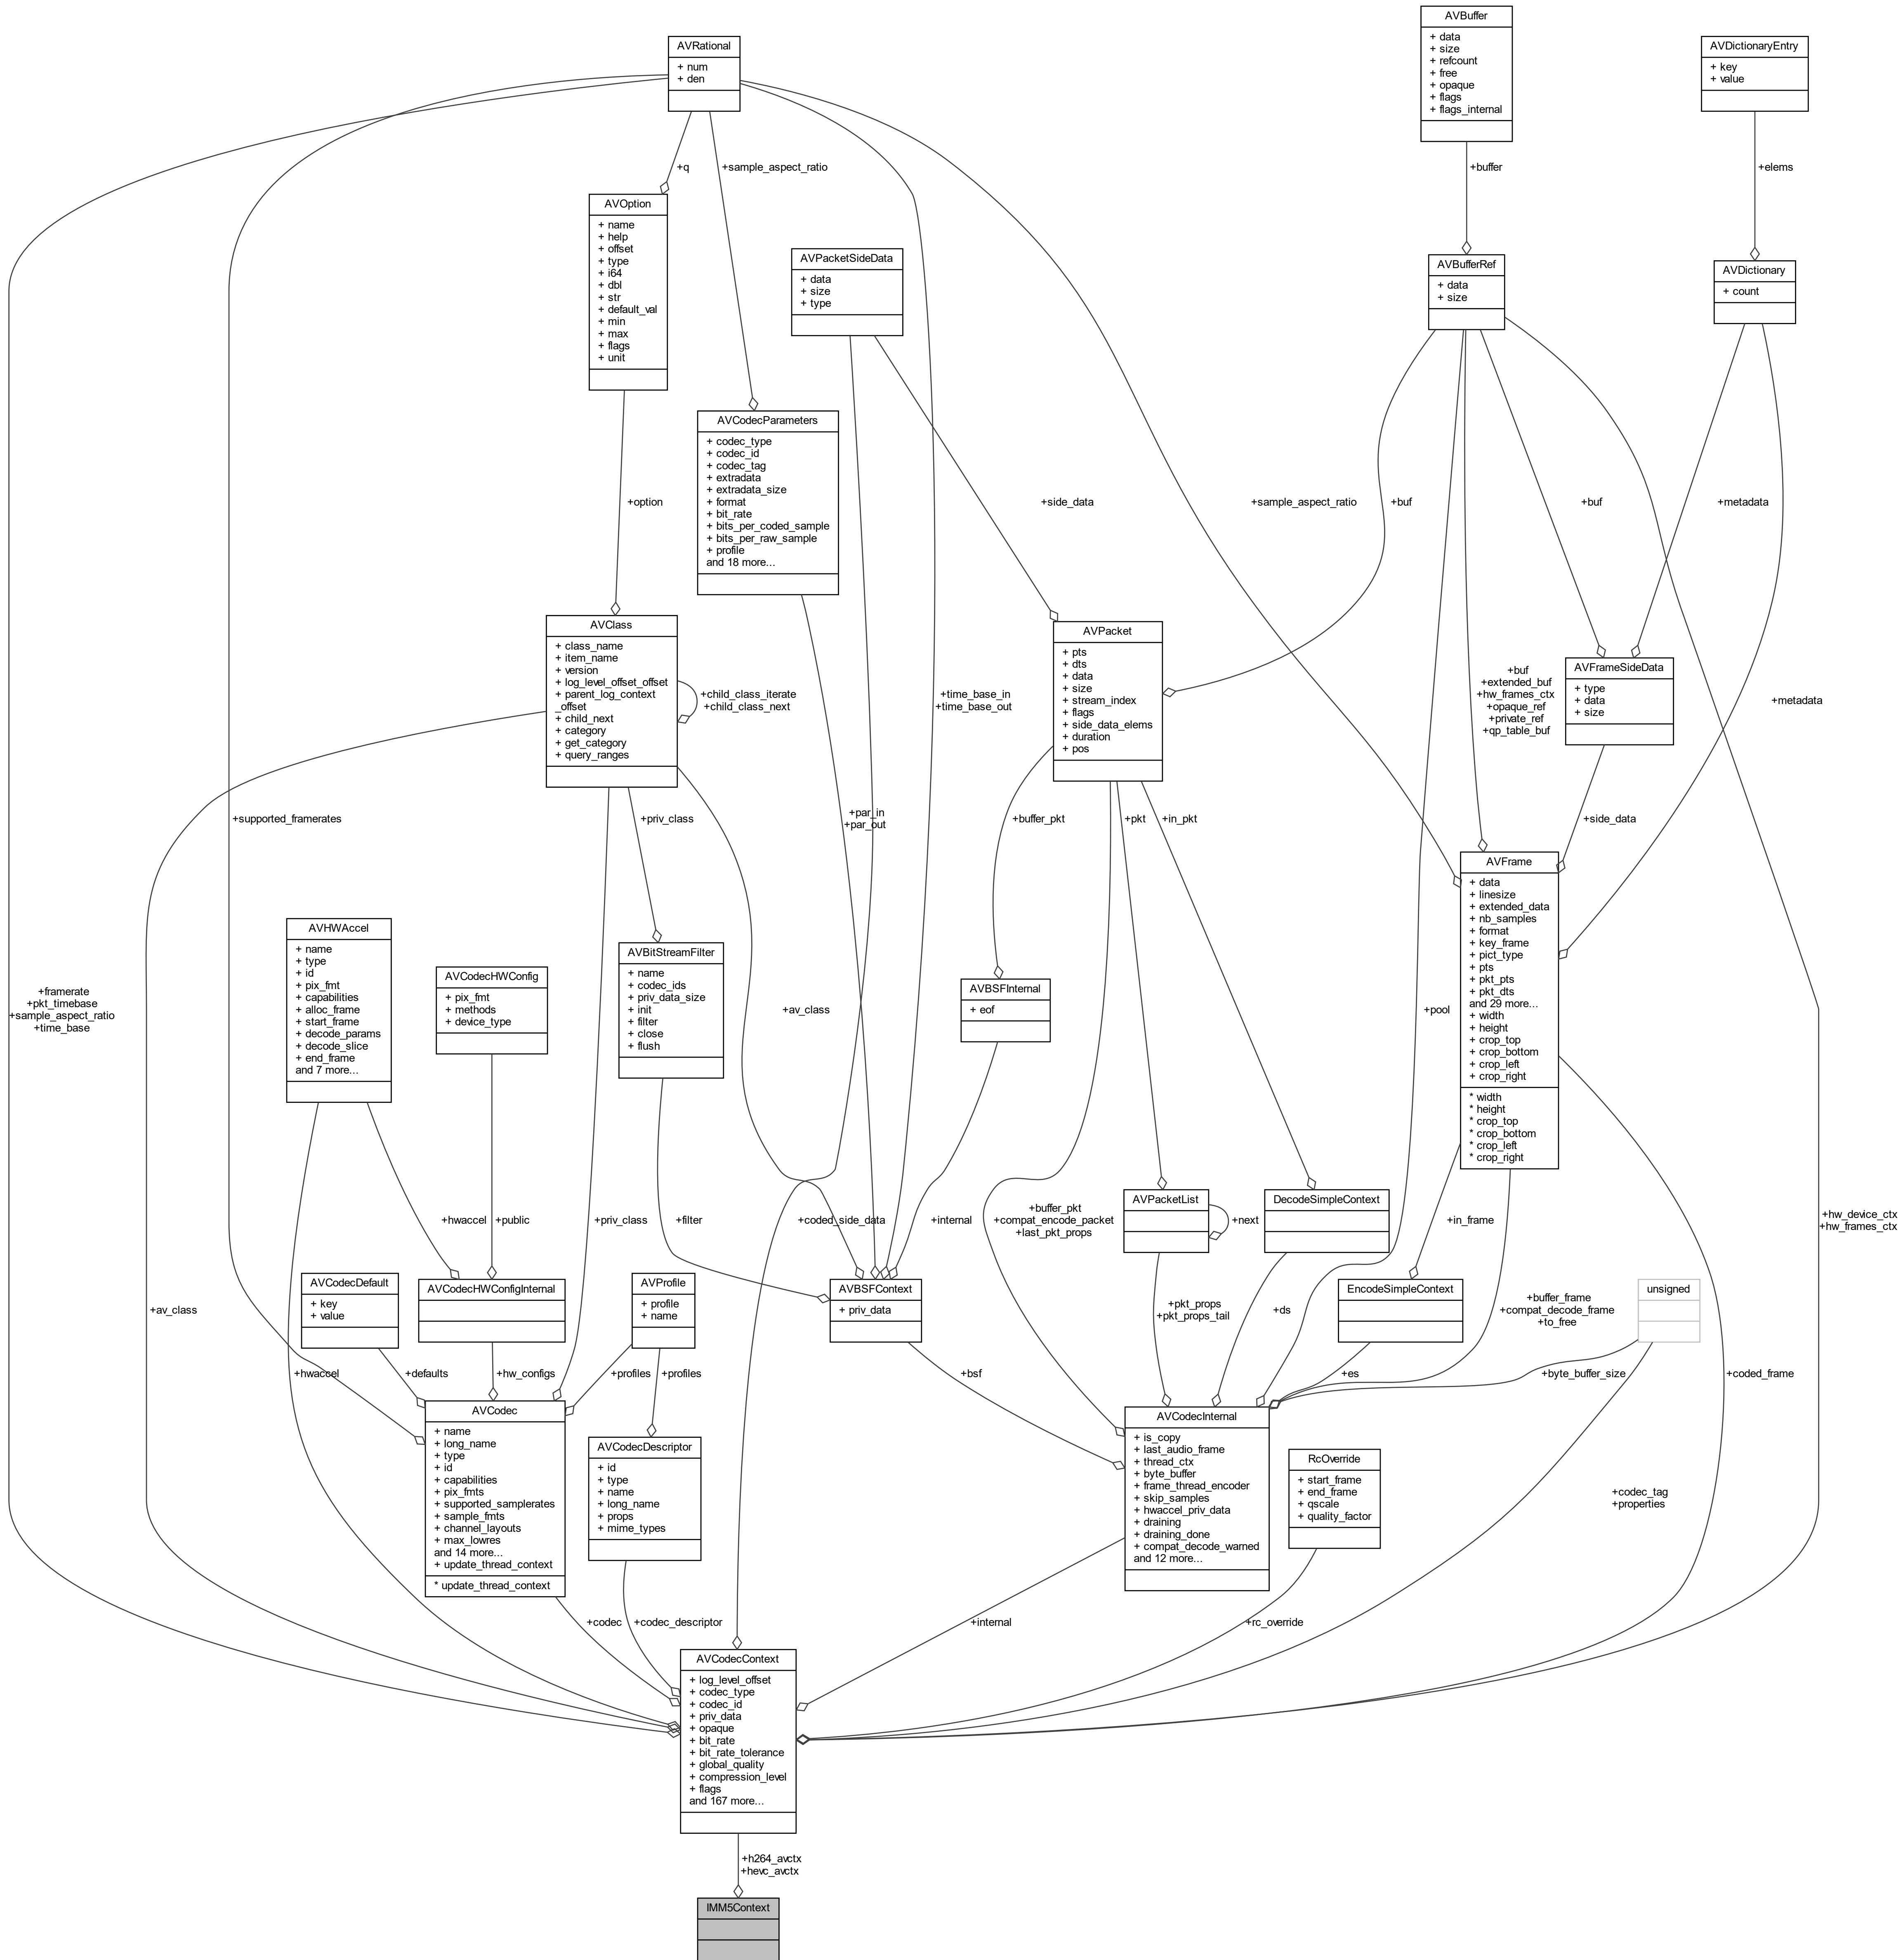 AVBuffer
+ data
+ size
+ refcount
+ free
+ opaque
+ flags
+ flags_internal
AVRational
+ num
+ den
AVDictionaryEntry
+ key
+ value
+q
+sample_aspect_ratio
+buffer
+elems
AVOption
+ name
+ help
+ offset
+ type
+ i64
+ dbl
+ str
+ default_val
+ min
+ max
+ flags
+ unit
AVPacketSideData
+ data
+ size
+ type
AVBufferRef
+ data
+ size
AVDictionary
+ count
AVCodecParameters
+ codec_type
+ codec_id
+ codec_tag
+ extradata
+ extradata_size
+ format
+ bit_rate
+ bits_per_coded_sample
+ bits_per_raw_sample
+ profile
and 18 more...
+option
+side_data
+sample_aspect_ratio
+buf
+buf
+metadata
AVClass
+ class_name
+ item_name
+ version
+ log_level_offset_offset
+ parent_log_context
_offset
+ child_next
+ category
+ get_category
+ query_ranges
+child_class_iterate
+child_class_next
+time_base_in
+time_base_out
AVPacket
+ pts
+ dts
+ data
+ size
+ stream_index
+ flags
+ side_data_elems
+ duration
+ pos
+buf
+extended_buf
+hw_frames_ctx
+opaque_ref
+private_ref
+qp_table_buf
AVFrameSideData
+ type
+ data
+ size
+metadata
+supported_framerates
+priv_class
+par_in
+par_out
+buffer_pkt
+pkt
+in_pkt
+side_data
AVFrame
+ data
+ linesize
+ extended_data
+ nb_samples
+ format
+ key_frame
+ pict_type
+ pts
+ pkt_pts
+ pkt_dts
and 29 more...
+ width
+ height
+ crop_top
+ crop_bottom
+ crop_left
+ crop_right
* width
* height
* crop_top
* crop_bottom
* crop_left
* crop_right
+framerate
+pkt_timebase
+sample_aspect_ratio
+time_base
AVHWAccel
+ name
+ type
+ id
+ pix_fmt
+ capabilities
+ alloc_frame
+ start_frame
+ decode_params
+ decode_slice
+ end_frame
and 7 more...
AVCodecHWConfig
+ pix_fmt
+ methods
+ device_type
AVBitStreamFilter
+ name
+ codec_ids
+ priv_data_size
+ init
+ filter
+ close
+ flush
+av_class
AVBSFInternal
+ eof
+pool
+hwaccel
+public
+priv_class
+filter
+coded_side_data
+internal
+buffer_pkt
+compat_encode_packet
+last_pkt_props
AVPacketList
+next
DecodeSimpleContext
+in_frame
+hw_device_ctx
+hw_frames_ctx
+av_class
AVCodecDefault
+ key
+ value
AVCodecHWConfigInternal
AVProfile
+ profile
+ name
AVBSFContext
+ priv_data
+pkt_props
+pkt_props_tail
+ds
EncodeSimpleContext
+buffer_frame
+compat_decode_frame
+to_free
unsigned
+hwaccel
+defaults
+hw_configs
+profiles
+profiles
+bsf
+es
+byte_buffer_size
+coded_frame
AVCodec
+ name
+ long_name
+ type
+ id
+ capabilities
+ pix_fmts
+ supported_samplerates
+ sample_fmts
+ channel_layouts
+ max_lowres
and 14 more...
+ update_thread_context
* update_thread_context
AVCodecDescriptor
+ id
+ type
+ name
+ long_name
+ props
+ mime_types
AVCodecInternal
+ is_copy
+ last_audio_frame
+ thread_ctx
+ byte_buffer
+ frame_thread_encoder
+ skip_samples
+ hwaccel_priv_data
+ draining
+ draining_done
+ compat_decode_warned
and 12 more...
RcOverride
+ start_frame
+ end_frame
+ qscale
+ quality_factor
+codec_tag
+properties
+codec
+codec_descriptor
+internal
+rc_override
AVCodecContext
+ log_level_offset
+ codec_type
+ codec_id
+ priv_data
+ opaque
+ bit_rate
+ bit_rate_tolerance
+ global_quality
+ compression_level
+ flags
and 167 more...
+h264_avctx
+hevc_avctx
IMM5Context